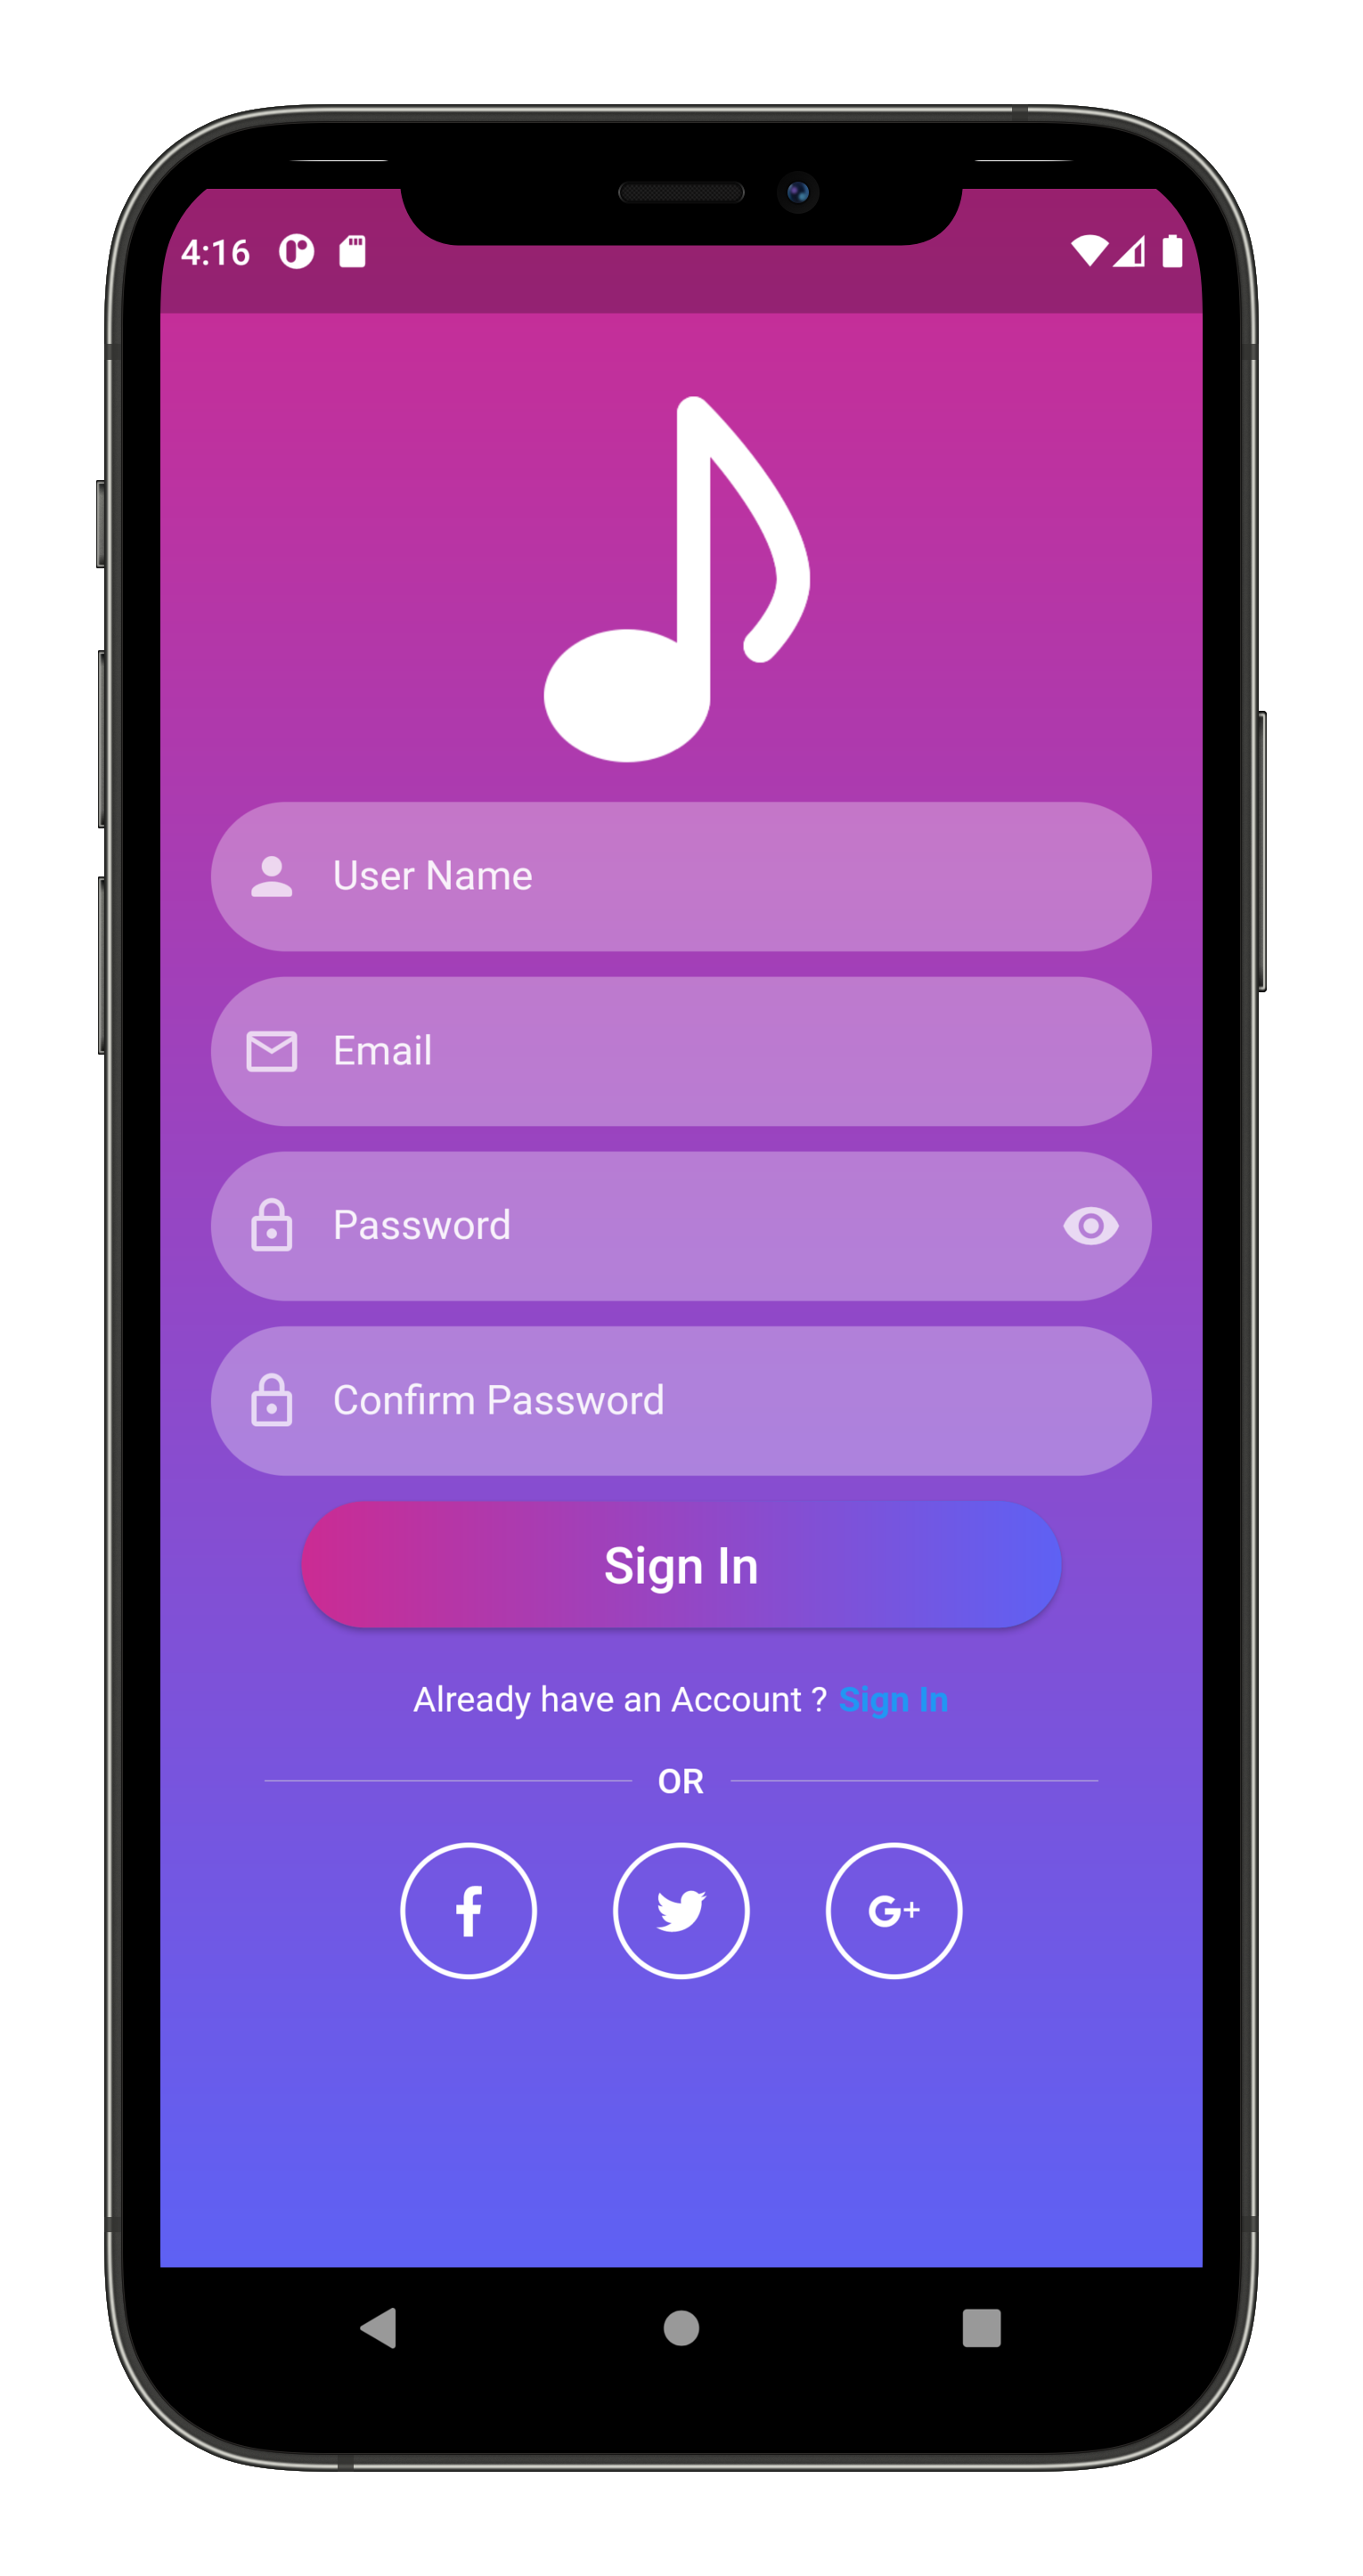 4:16
User Name
Email
Password
Confirm Password
Sign In
Already have an Account ? Sign In
OR
f
G+